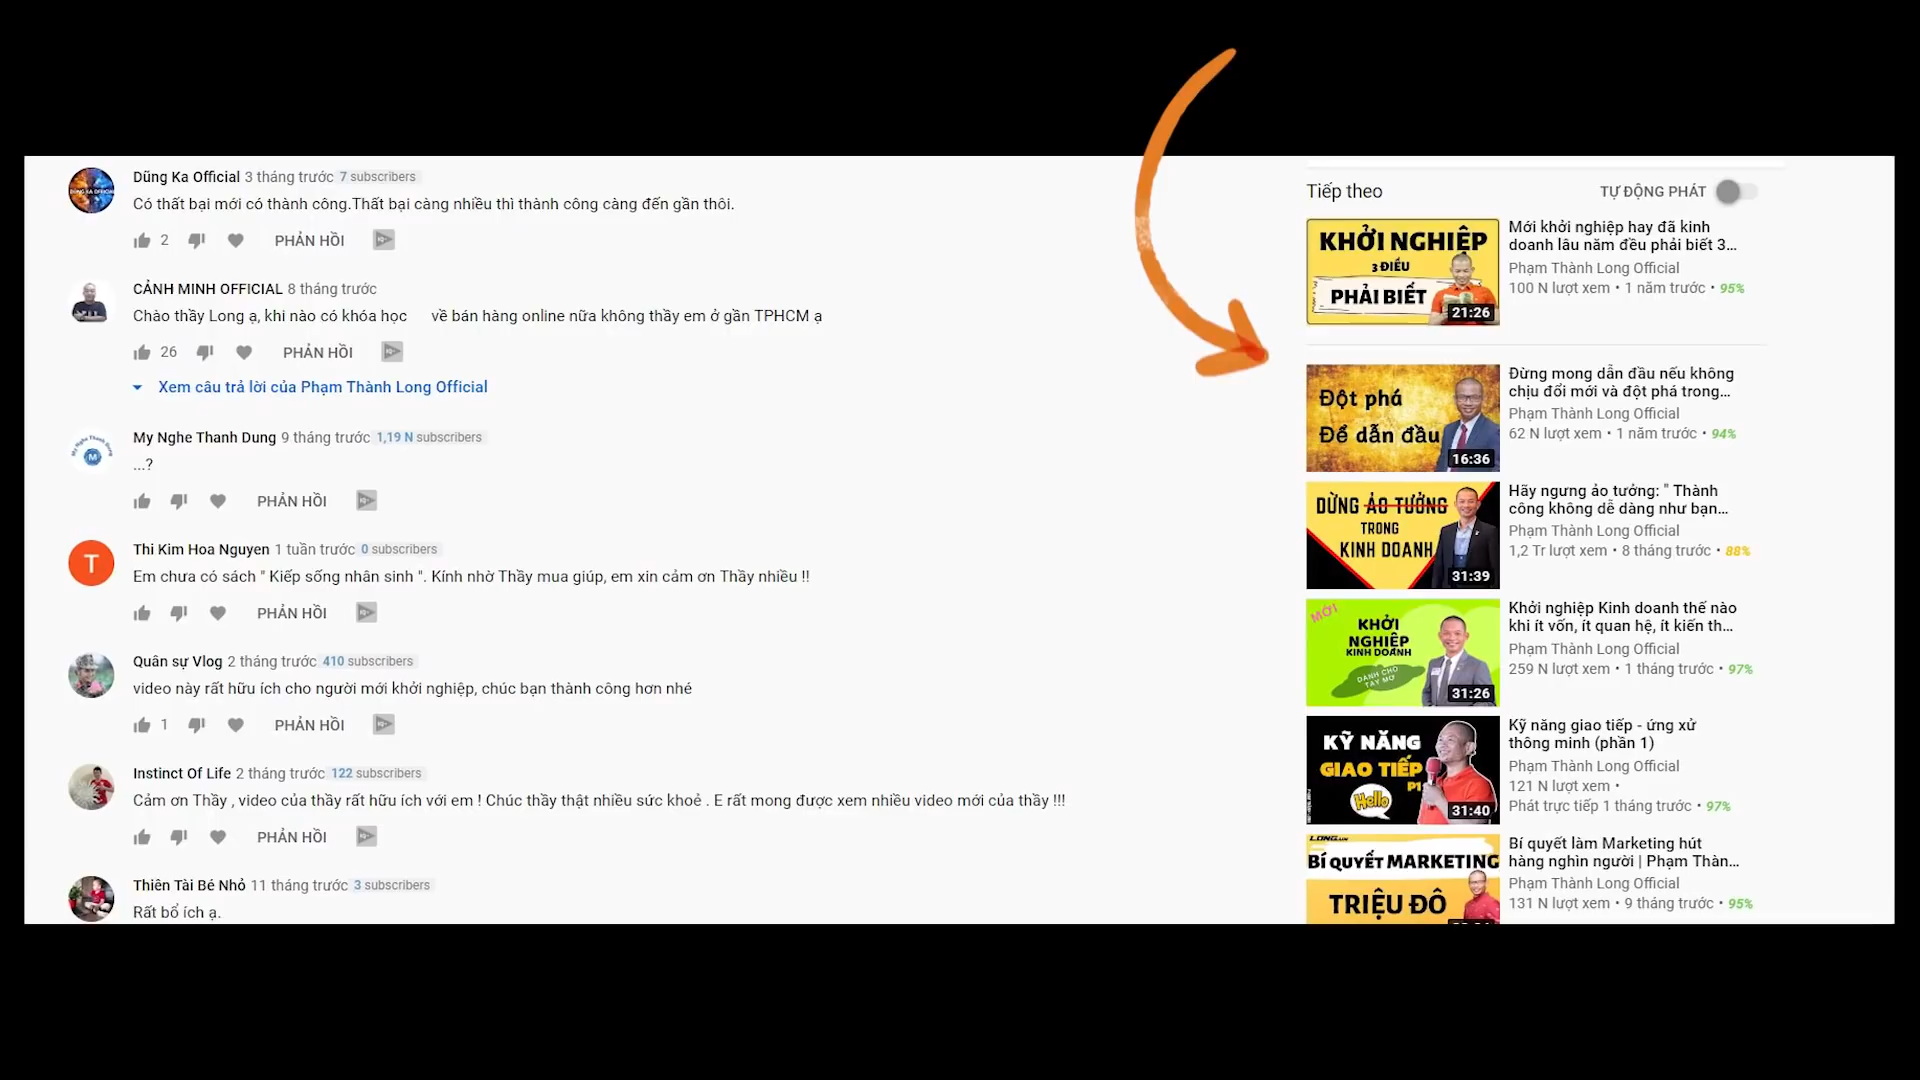 Dũng Ka Official 3 tháng trước 7 subscribers
Có thất bại mới có thành công.Thất bại càng nhiều thì thành công càng đến gần thôi.
2 PHẢN HỒI
CẢNH MINH OFFICIAL 8 tháng trước
Chào thầy Long ạ, khi nào có khóa học về bán hàng online nữa không thầy em ở gần TPHCM ạ
26 PHẢN HỒI
Xem câu trả lời của Phạm Thành Long Official
My Nghe Thanh Dung 9 tháng trước 1,19 N subscribers
...?
PHẢN HỒI
T
Thi Kim Hoa Nguyen 1 tuần trước 0 subscribers
Em chưa có sách " Kiếp sống nhân sinh ". Kính nhờ Thầy mua giúp, em xin cảm ơn Thầy nhiều !!
PHẢN HỒI
Quân sự Vlog 2 tháng trước 410 subscribers
video này rất hữu ích cho người mới khởi nghiệp, chúc bạn thành công hơn nhé
1 PHẢN HỒI
Instinct Of Life 2 tháng trước 122 subscribers
Cảm ơn Thầy , video của thầy rất hữu ích với em ! Chúc thầy thật nhiều sức khoẻ . E rất mong được xem nhiều video mới của thầy !!!
PHẢN HỒI
Thiên Tài Bé Nhỏ 11 tháng trước 3 subscribers
Rất bổ ích ạ.
Tiếp theo TỰ ĐỘNG PHÁT
KHỞI NGHIỆP
3 ĐIỀU
PHẢI BIẾT
21:26
Mới khởi nghiệp hay đã kinh
doanh lâu năm đều phải biết 3...
Phạm Thành Long Official
100 N lượt xem • 1 năm trước • 95%
Đột phá
Để dẫn đầu
16:36
Đừng mong dẫn đầu nếu không
chịu đổi mới và đột phá trong...
Phạm Thành Long Official
62 N lượt xem • 1 năm trước • 94%
DỪNG ẢO TƯỞNG
TRONG
KINH DOANH
31:39
Hãy ngưng ảo tưởng: " Thành
công không dễ dàng như bạn...
Phạm Thành Long Official
1,2 Tr lượt xem • 8 tháng trước • 88%
MỚI
KHỞI
NGHIỆP
KINH DOANH
DÀNH CHO
TAY MƠ
31:26
Khởi nghiệp Kinh doanh thế nào
khi ít vốn, ít quan hệ, ít kiến th...
Phạm Thành Long Official
259 N lượt xem • 1 tháng trước • 97%
KỸ NĂNG
GIAO TIẾP
P1
Hello
31:40
Kỹ năng giao tiếp - ứng xử
thông minh (phần 1)
Phạm Thành Long Official
121 N lượt xem •
Phát trực tiếp 1 tháng trước • 97%
BÍ QUYẾT MARKETING
TRIỆU ĐÔ
Bí quyết làm Marketing hút
hàng nghìn người | Phạm Thàn...
Phạm Thành Long Official
131 N lượt xem • 9 tháng trước • 95%